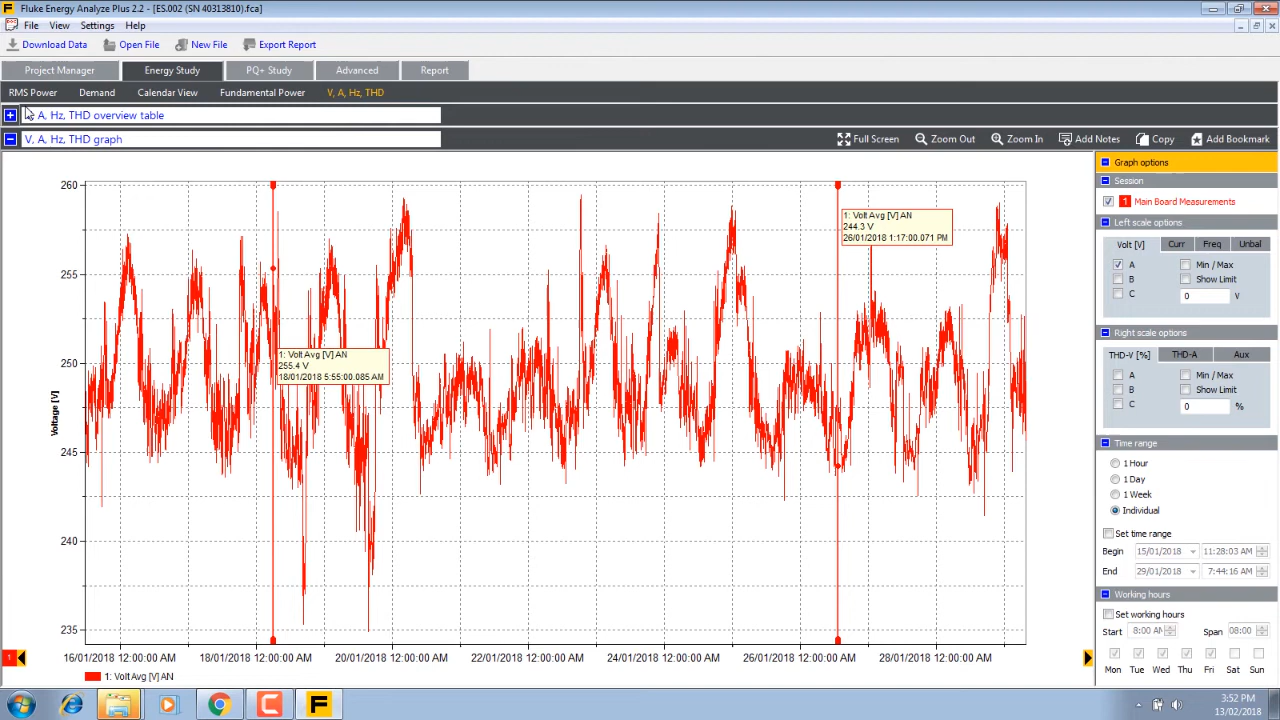 Fluke Energy Analyze Plus 2.2 - [ES.002 (SN 40313810).fca]
File View Settings Help
Download Data Open File New File Export Report
Project Manager Energy Study PQ+ Study Advanced Report
RMS Power Demand Calendar View Fundamental Power V, A, Hz, THD
A, Hz, THD overview table
V, A, Hz, THD graph Full Screen Zoom Out Zoom In Add Notes Copy Add Bookmark
Graph options
Session
1 Main Board Measurements
Left scale options
Volt [V] Curr Freq Unbal
A Min / Max
B Show Limit
C 0 V
Right scale options
THD-V [%] THD-A Aux
A Min / Max
B Show Limit
C 0 %
Time range
1 Hour
1 Day
1 Week
Individual
Set time range
Begin 15/01/2018 11:28:03 AM
End 29/01/2018 7:44:16 AM
Working hours
Set working hours
Start 8:00 AM Span 08:00
Mon Tue Wed Thu Fri Sat Sun
260
255
250
245
240
235
Voltage [V]
1: Volt Avg [V] AN
255.4 V
18/01/2018 5:55:00.085 AM
1: Volt Avg [V] AN
244.3 V
26/01/2018 1:17:00.071 PM
1 16/01/2018 12:00:00 AM 18/01/2018 12:00:00 AM 20/01/2018 12:00:00 AM 22/01/2018 12:00:00 AM 24/01/2018 12:00:00 AM 26/01/2018 12:00:00 AM 28/01/2018 12:00:00 AM
1: Volt Avg [V] AN
3:52 PM
13/02/2018